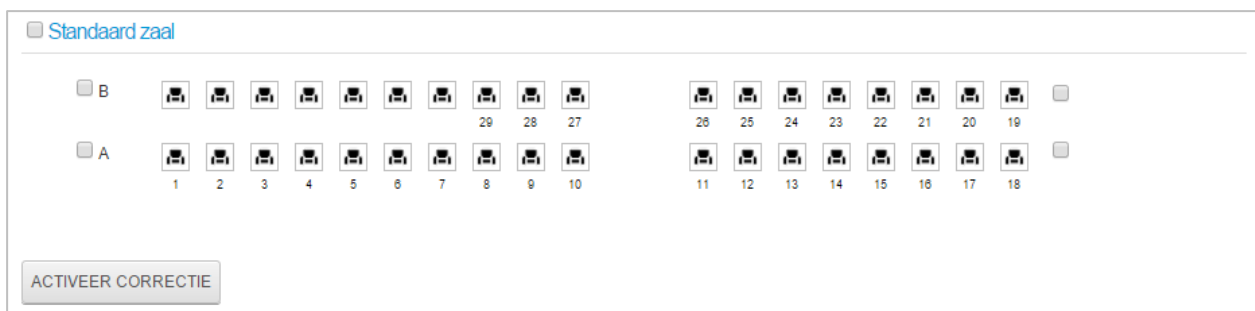 Standaard zaal
B
29 28 27 26 25 24 23 22 21 20 19
A
1 2 3 4 5 6 7 8 9 10 11 12 13 14 15 16 17 18
ACTIVEER CORRECTIE